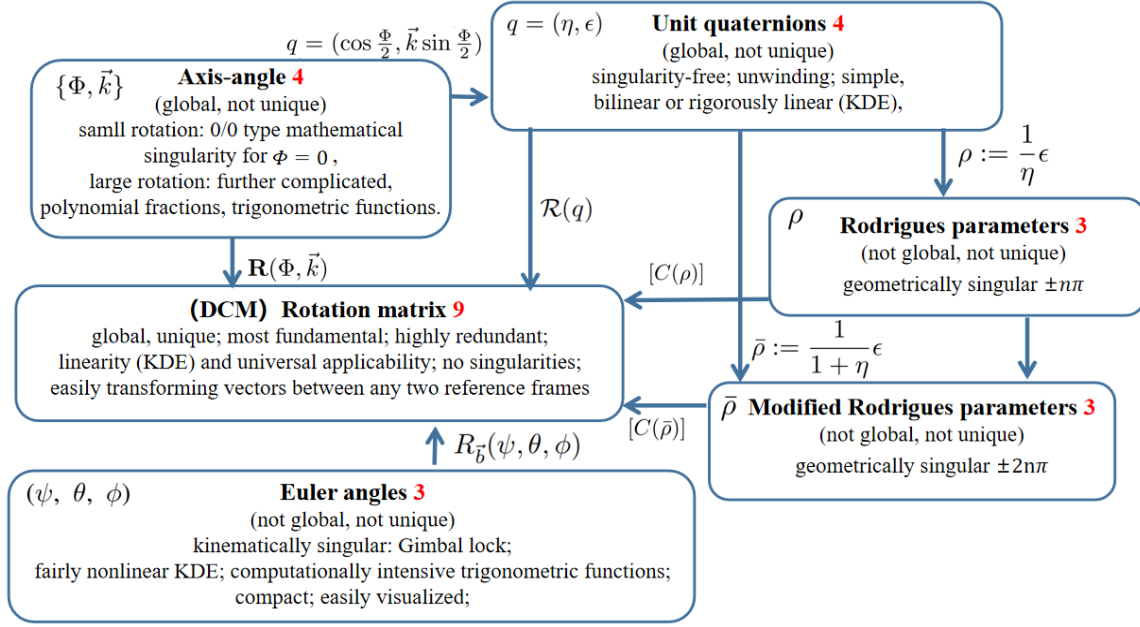 q = (cos Φ/2, k⃗ sin Φ/2)
{Φ, k⃗}
Axis-angle 4
(global, not unique)
samll rotation: 0/0 type mathematical
singularity for Φ = 0 ,
large rotation: further complicated,
polynomial fractions, trigonometric functions.
q = (η, ϵ)
Unit quaternions 4
(global, not unique)
singularity-free; unwinding; simple,
bilinear or rigorously linear (KDE),
ρ := 1/η ϵ
R(q)
R(Φ, k⃗)
ρ
Rodrigues parameters 3
(not global, not unique)
geometrically singular ±nπ
[C(ρ)]
(DCM) Rotation matrix 9
global, unique; most fundamental; highly redundant;
linearity (KDE) and universal applicability; no singularities;
easily transforming vectors between any two reference frames
ρ̄ := 1/(1 + η) ϵ
ρ̄
Modified Rodrigues parameters 3
(not global, not unique)
geometrically singular ±2nπ
[C(ρ̄)]
R_b⃗(ψ, θ, ϕ)
(ψ, θ, ϕ)
Euler angles 3
(not global, not unique)
kinematically singular: Gimbal lock;
fairly nonlinear KDE; computationally intensive trigonometric functions;
compact; easily visualized;